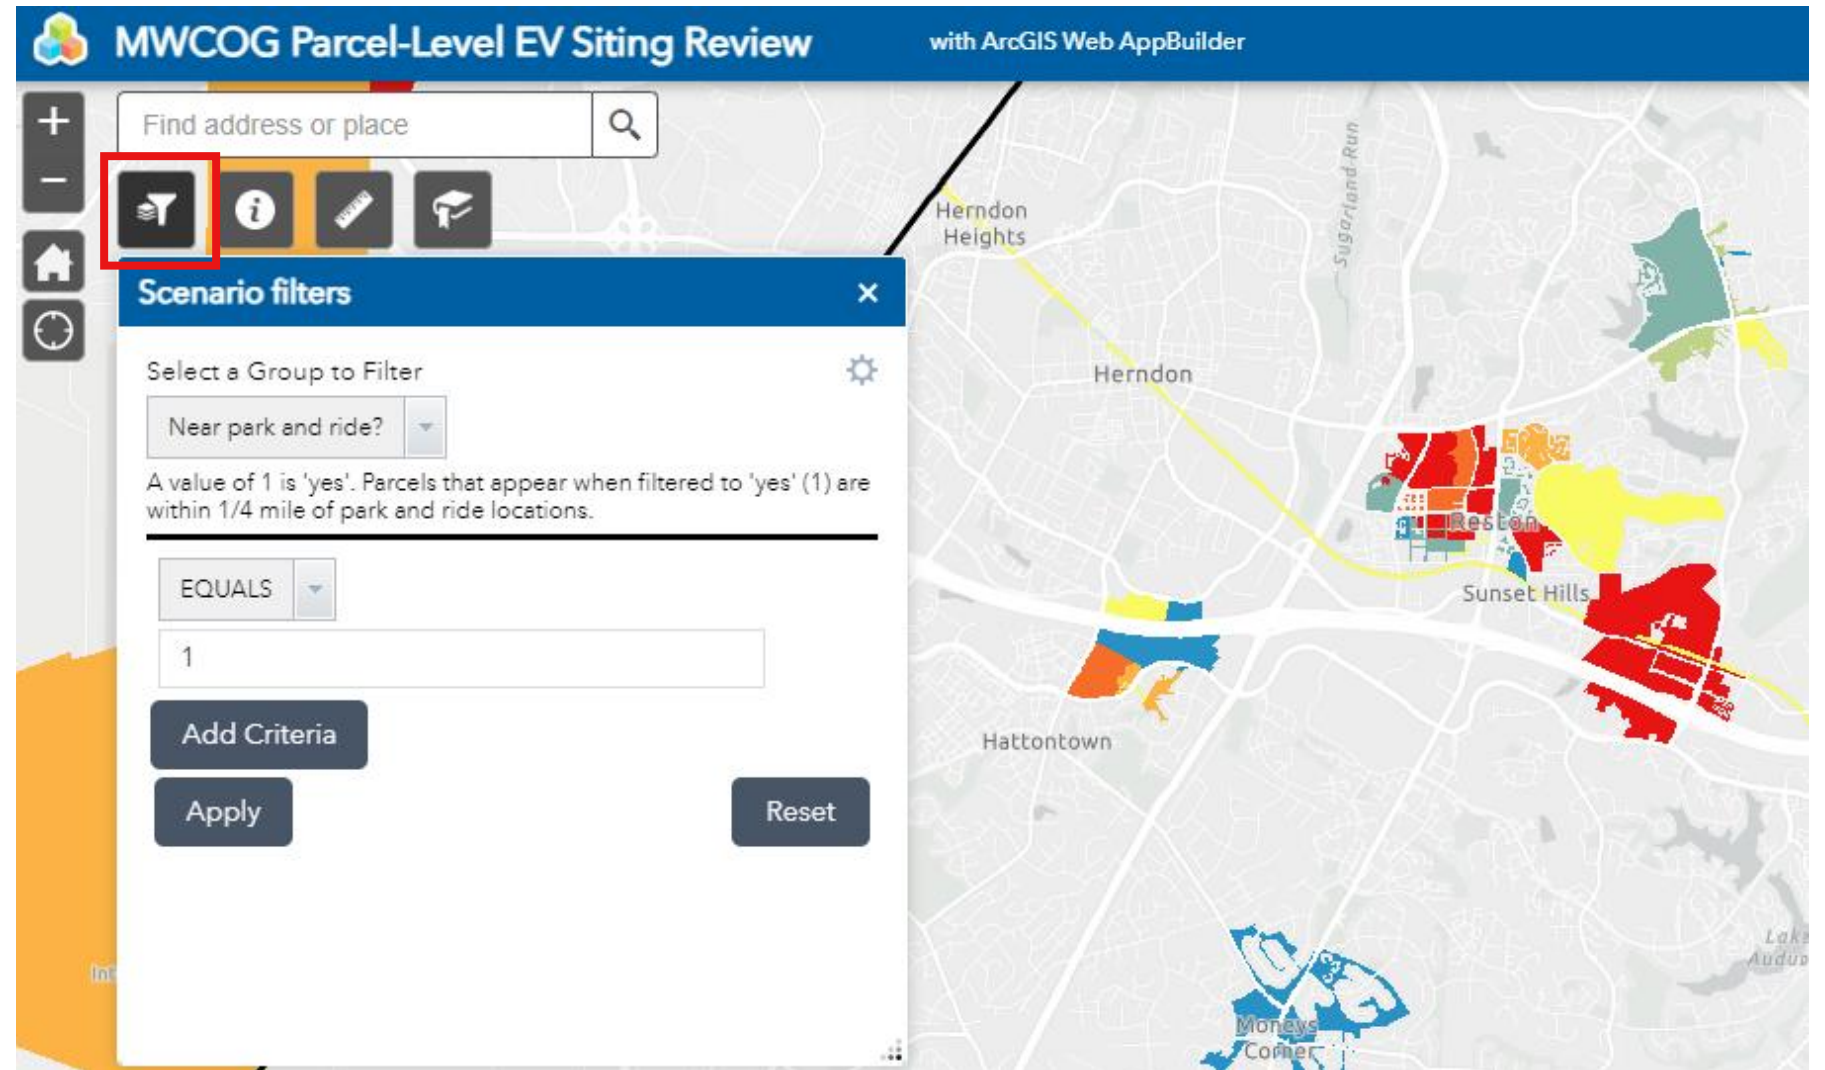 MWCOG Parcel-Level EV Siting Review
with ArcGIS Web AppBuilder
+
Find address or place
−
i
Scenario filters
×
Select a Group to Filter
Near park and ride?
A value of 1 is 'yes'. Parcels that appear when filtered to 'yes' (1) are
within 1/4 mile of park and ride locations.
EQUALS
1
Add Criteria
Apply
Reset
Sugarland Run
Herndon
Heights
Herndon
Reston
Sunset Hills
Hattontown
Lake
Moneys
Corner
Int